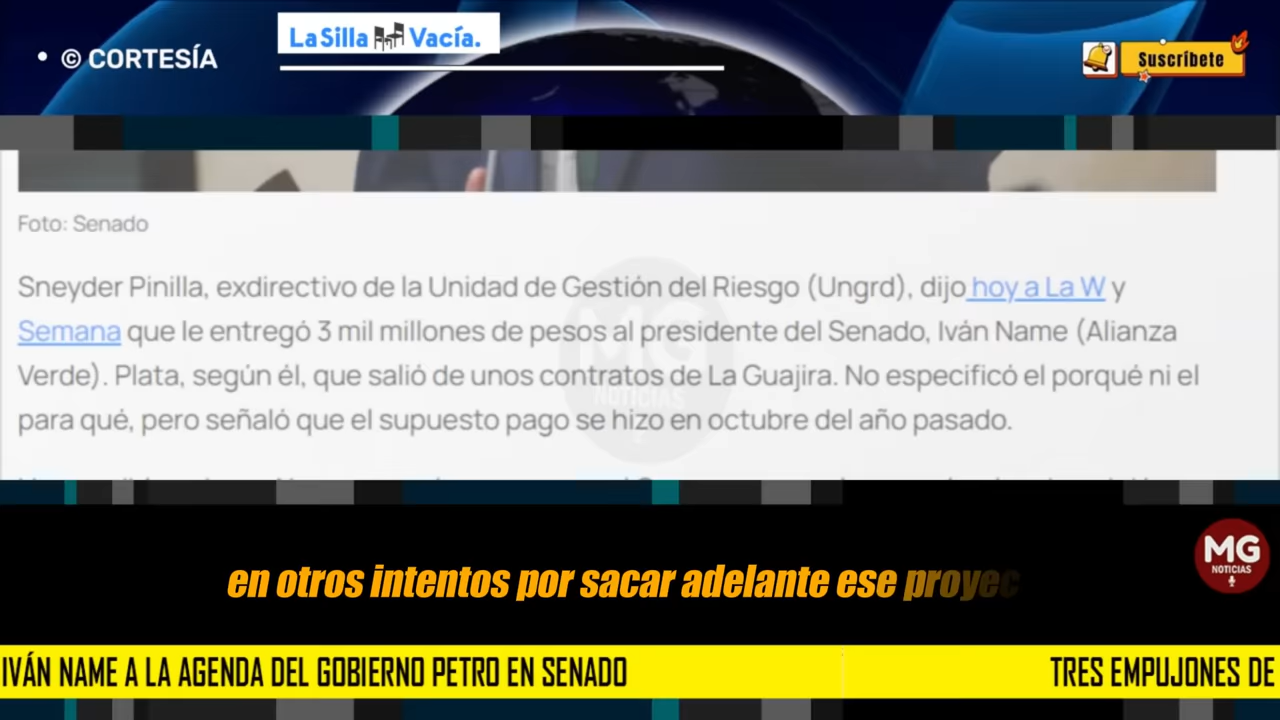 © CORTESÍA
La Silla Vacía.
Suscríbete
Foto: Senado
Sneyder Pinilla, exdirectivo de la Unidad de Gestión del Riesgo (Ungrd), dijo hoy a La W y
Semana que le entregó 3 mil millones de pesos al presidente del Senado, Iván Name (Alianza
Verde). Plata, según él, que salió de unos contratos de La Guajira. No especificó el porqué ni el
para qué, pero señaló que el supuesto pago se hizo en octubre del año pasado.
MG
NOTICIAS
en otros intentos por sacar adelante ese proyec
MG
NOTICIAS
IVÁN NAME A LA AGENDA DEL GOBIERNO PETRO EN SENADO
TRES EMPUJONES DE